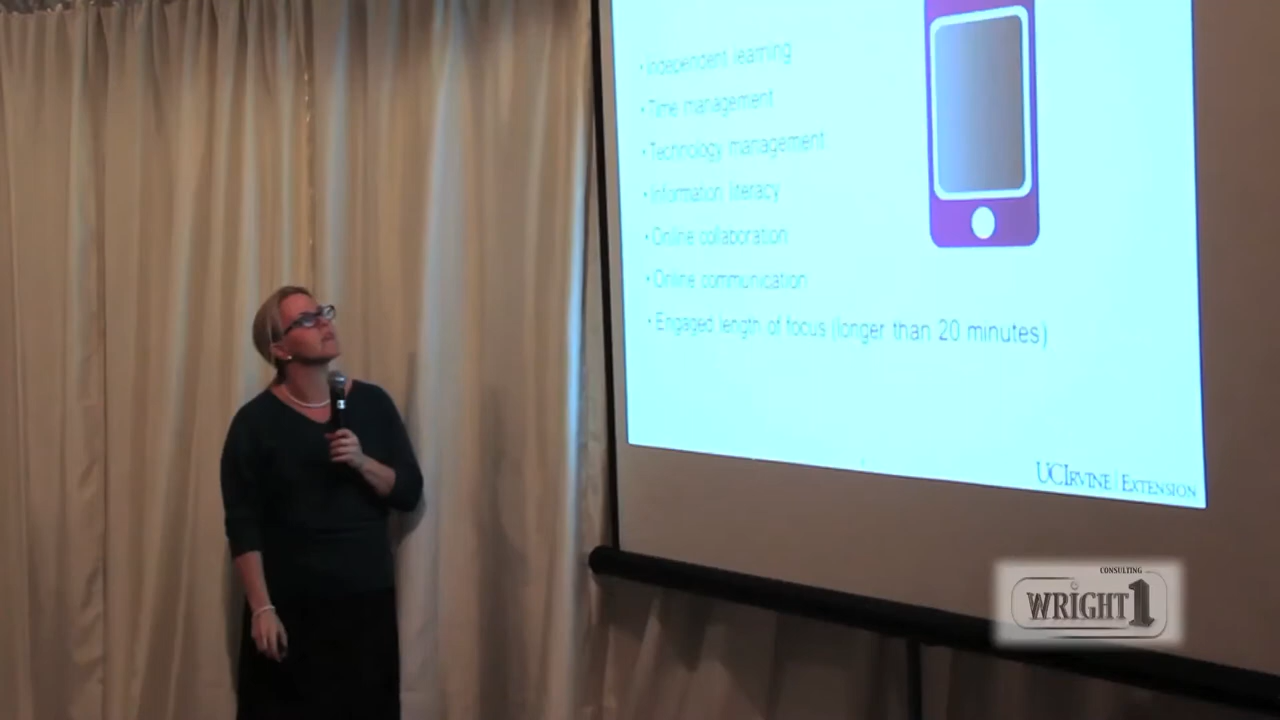 • Independent learning
• Time management
• Technology management
• Information literacy
• Online collaboration
• Online communication
• Engaged length of focus (longer than 20 minutes)
UCIRVINE | EXTENSION
CONSULTING
WRIGHT1